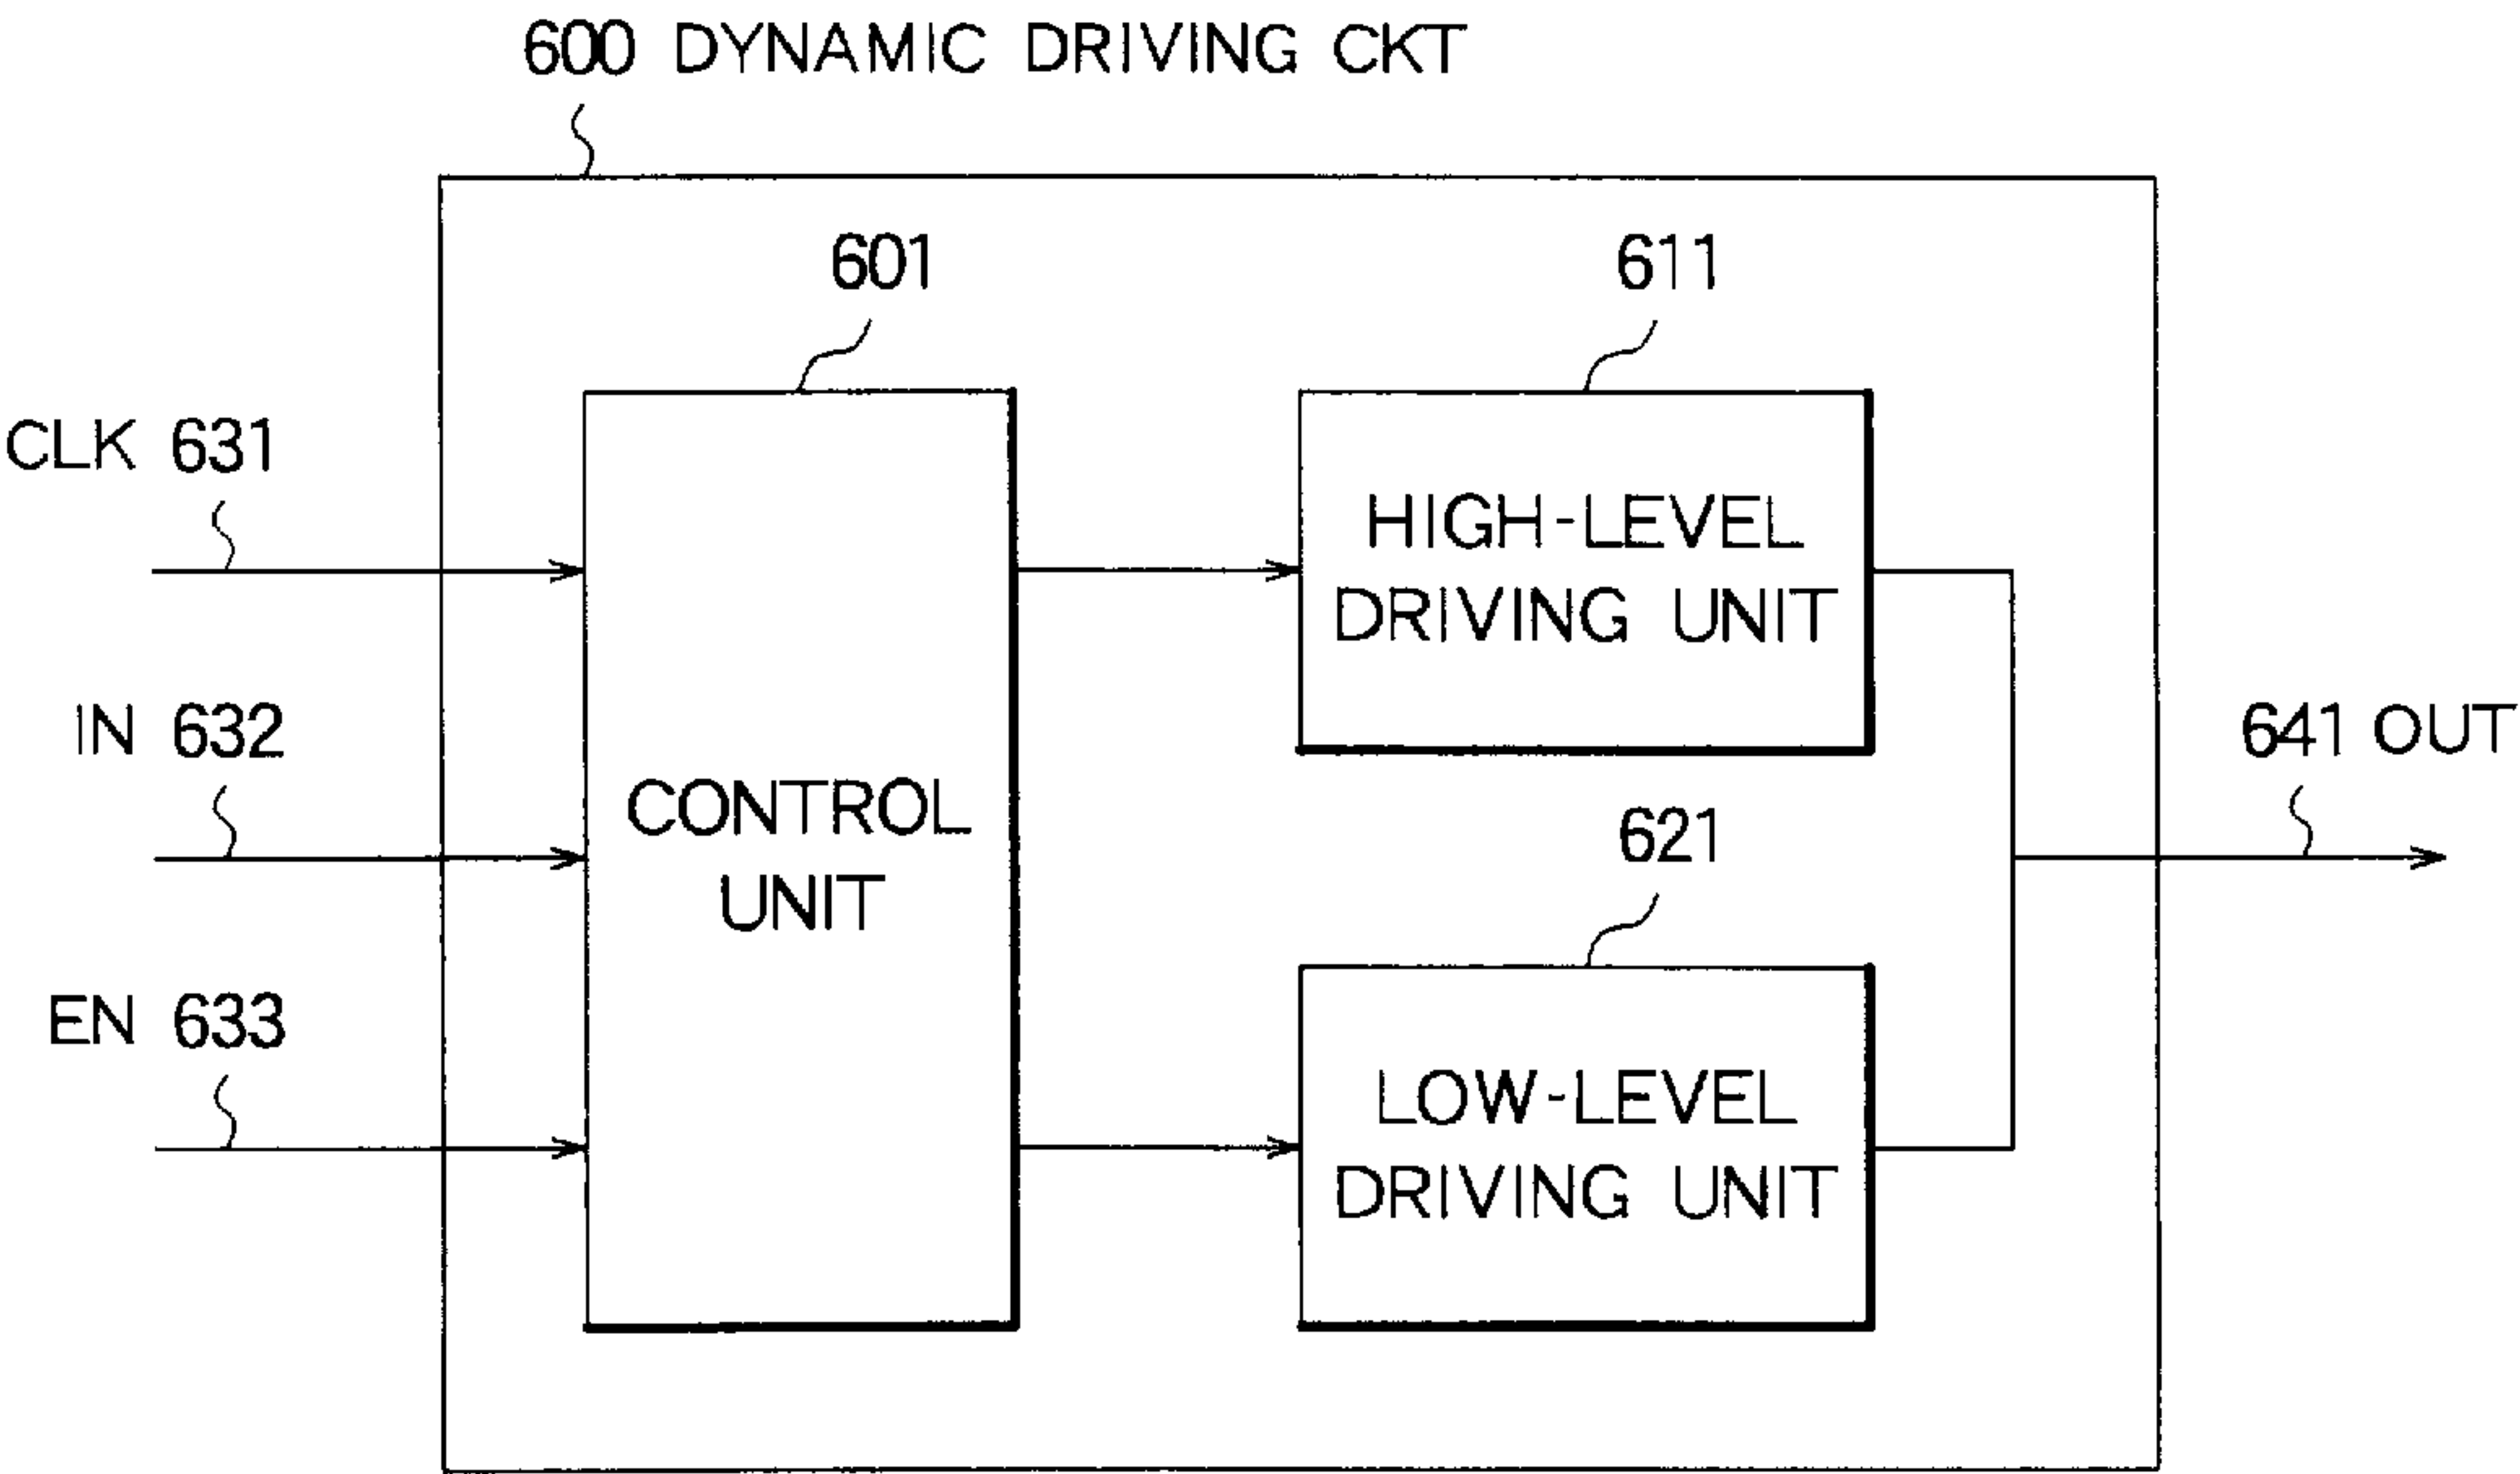 600 DYNAMIC DRIVING CKT
601
611
CLK 631
HIGH-LEVEL
DRIVING UNIT
IN 632
641 OUT
CONTROL
UNIT
621
EN 633
LOW-LEVEL
DRIVING UNIT